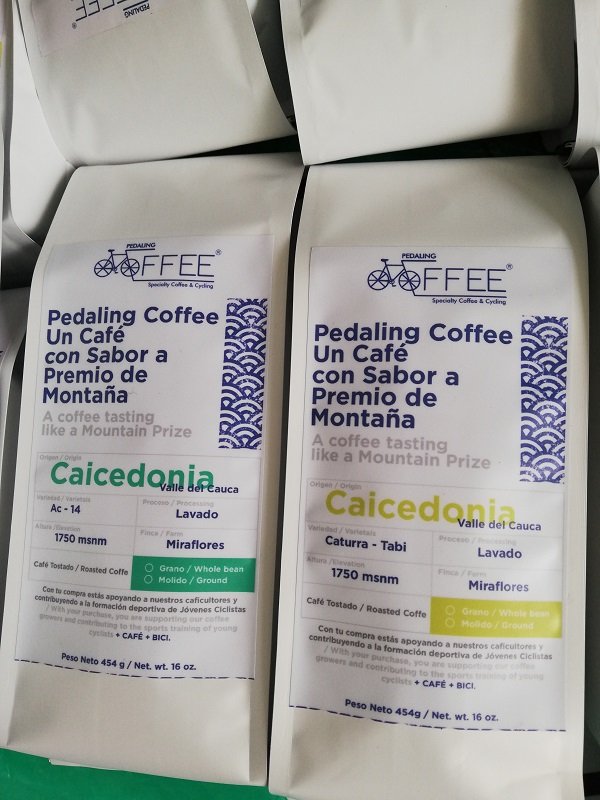 PEDALING
COFFEE®
PEDALING
COFFEE®
Specialty Coffee & Cycling
Pedaling Coffee
Un Café
con Sabor a
Premio de
Montaña
A coffee tasting
like a Mountain Prize
Origen / Origin
Caicedonia
Valle del Cauca
Variedad / Varietals
Ac - 14
Proceso / Processing
Lavado
Altura /Elevation
1750 msnm
Finca / Farm
Miraflores
Café Tostado / Roasted Coffe
Grano / Whole bean
Molido / Ground
Con tu compra estás apoyando a nuestros caficultores y
contribuyendo a la formación deportiva de Jóvenes Ciclistas
/ With your purchase, you are supporting our coffee
growers and contributing to the sports training of young
cyclists + CAFÉ + BICI.
Peso Neto 454 g / Net. wt. 16 oz.
PEDALING
COFFEE®
Specialty Coffee & Cycling
Pedaling Coffee
Un Café
con Sabor a
Premio de
Montaña
A coffee tasting
like a Mountain Prize
Origen / Origin
Caicedonia
Valle del Cauca
Variedad / Varietals
Caturra - Tabi
Proceso / Processing
Lavado
Altura /Elevation
1750 msnm
Finca / Farm
Miraflores
Café Tostado / Roasted Coffe
Grano / Whole bean
Molido / Ground
Con tu compra estás apoyando a nuestros caficultores y
contribuyendo a la formación deportiva de Jóvenes Ciclistas
/ With your purchase, you are supporting our coffee
growers and contributing to the sports training of young
cyclists + CAFÉ + BICI.
Peso Neto 454g / Net. wt. 16 oz.